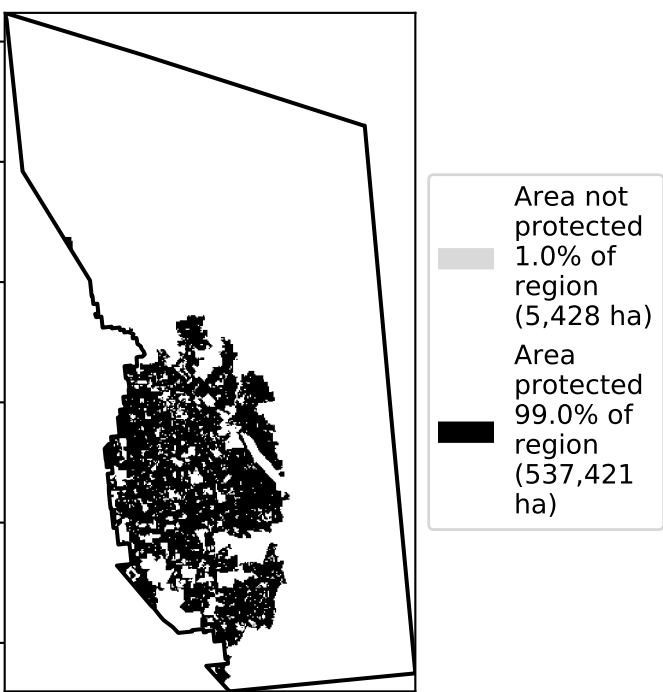 Area not
protected
1.0% of
region
(5,428 ha)
Area
protected
99.0% of
region
(537,421
ha)